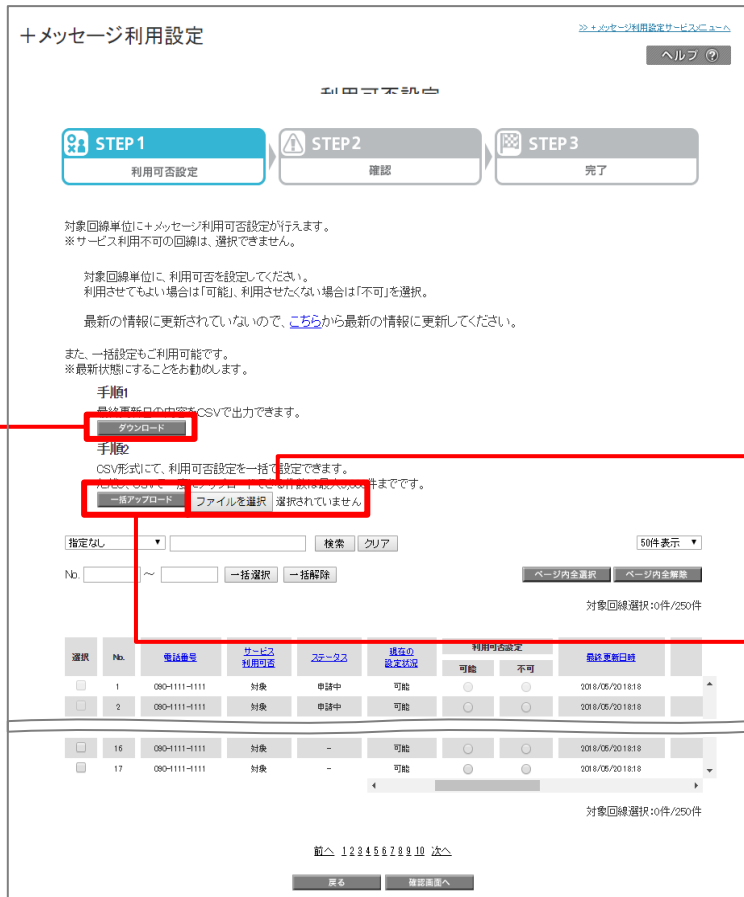 >> +メッセージ利用設定サービスメニューへ
+メッセージ利用設定
ヘルプ ?
利用可否設定
STEP1
利用可否設定
STEP2
確認
STEP3
完了
対象回線単位に+メッセージ利用可否設定が行えます。
※サービス利用不可の回線は、選択できません。
対象回線単位に、利用可否を設定してください。
利用させてもよい場合は「可能」、利用させたくない場合は「不可」を選択。
最新の情報に更新されていないので、こちらから最新の情報に更新してください。
また、一括設定もご利用可能です。
※最新状態にすることをお勧めします。
手順1
最終更新日の内容をCSVで出力できます。
ダウンロード
手順2
CSV形式にて、利用可否設定を一括で設定できます。
件までです。
一括アップロード ファイルを選択 選択されていません
指定なし ▼ 検索 クリア 50件表示 ▼
No. ~ 一括選択 一括解除 ページ内全選択 ページ内全解除
対象回線選択:0件/250件
選択 No. 電話番号 サービス利用可否 ステータス 現在の設定状況 利用可否設定 可能 不可 最終更新日時
1 090-1111-1111 対象 申請中 可能 2018/05/20 18:18
2 090-1111-1111 対象 申請中 可能 2018/05/20 18:18
16 090-1111-1111 対象 - 可能 2018/05/20 18:18
17 090-1111-1111 対象 - 可能 2018/05/20 18:18
対象回線選択:0件/250件
前へ 1 2 3 4 5 6 7 8 9 10 次へ
戻る 確認画面へ